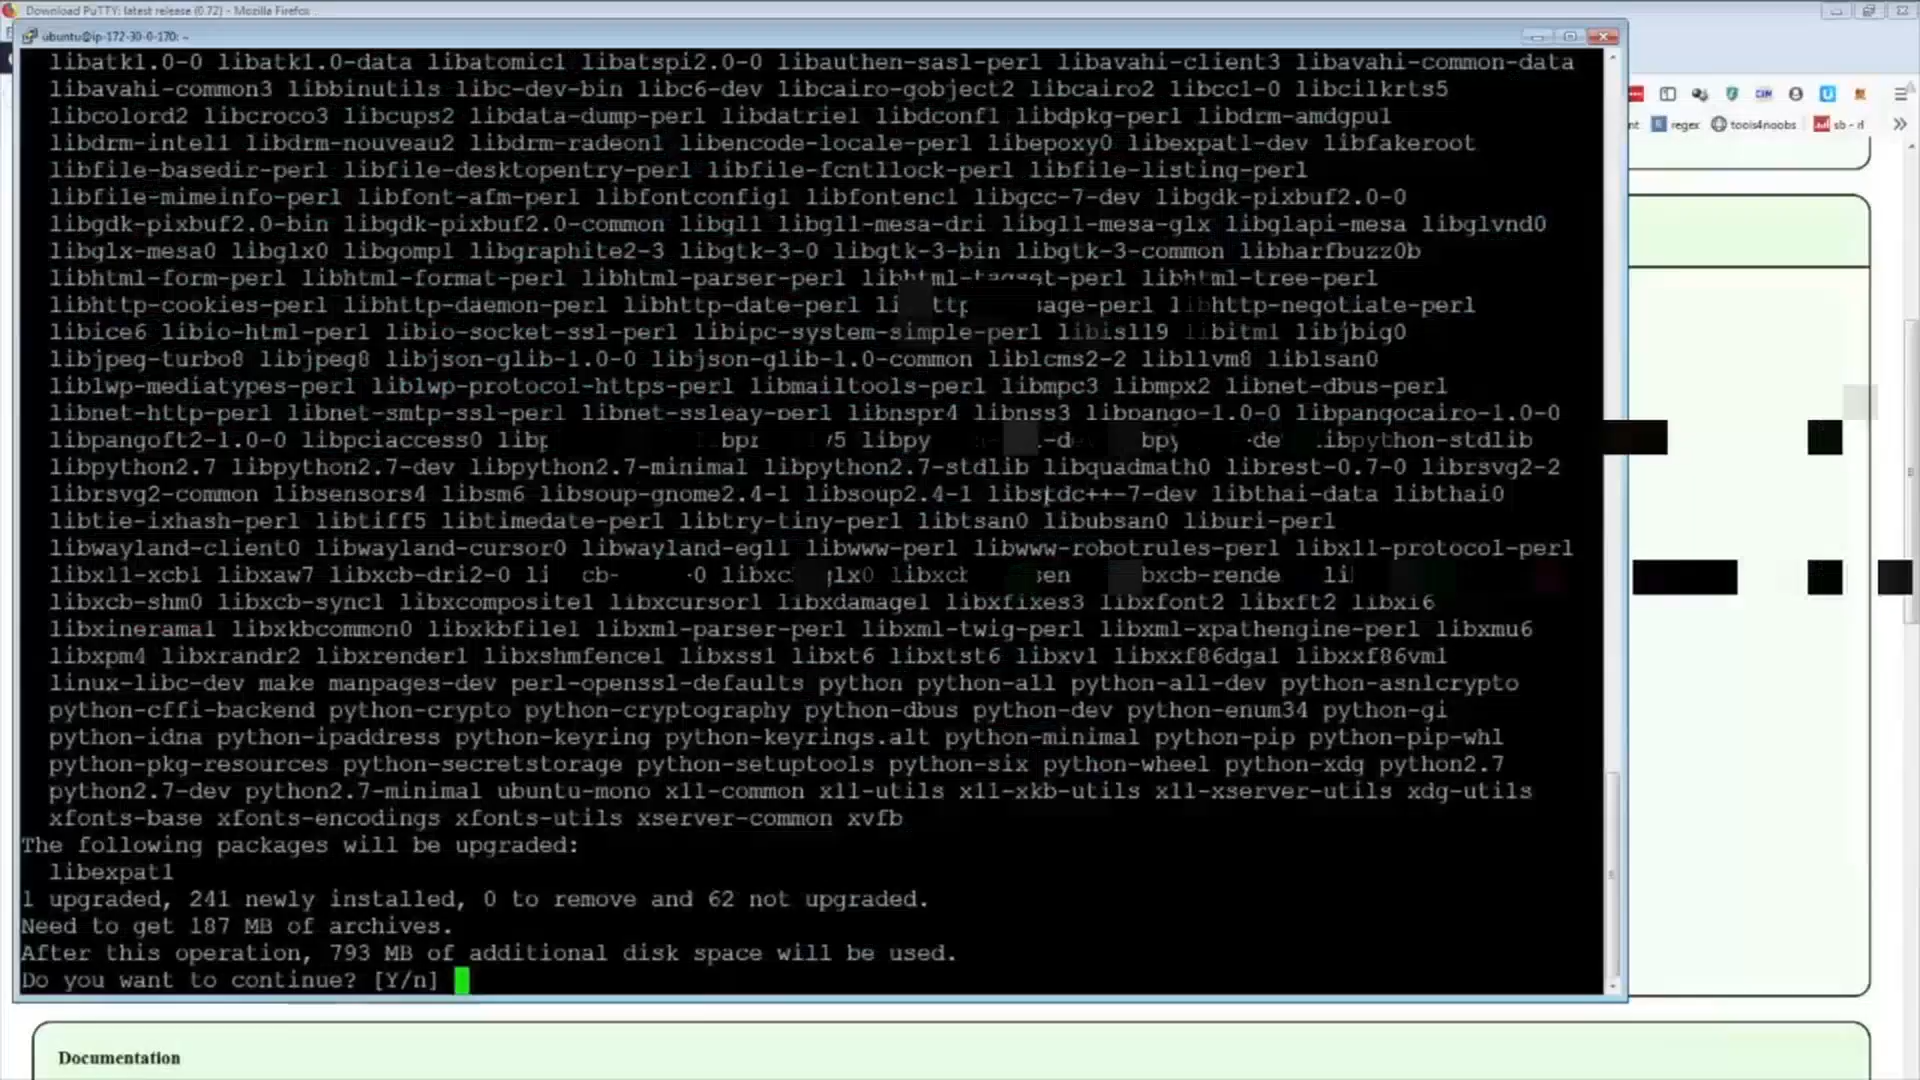 Download PuTTY: latest release (0.72) - Mozilla Firefox
ubuntu@ip-172-30-0-170: ~
libatk1.0-0 libatk1.0-data libatomic1 libatspi2.0-0 libauthen-sasl-perl libavahi-client3 libavahi-common-data
libavahi-common3 libbinutils libc-dev-bin libc6-dev libcairo-gobject2 libcairo2 libcc1-0 libcilkrts5
libcolord2 libcroco3 libcups2 libdata-dump-perl libdatrie1 libdconf1 libdpkg-perl libdrm-amdgpu1
libdrm-intel1 libdrm-nouveau2 libdrm-radeon1 libencode-locale-perl libepoxy0 libexpat1-dev libfakeroot
libfile-basedir-perl libfile-desktopentry-perl libfile-fcntllock-perl libfile-listing-perl
libfile-mimeinfo-perl libfont-afm-perl libfontconfig1 libfontenc1 libgcc-7-dev libgdk-pixbuf2.0-0
libgdk-pixbuf2.0-bin libgdk-pixbuf2.0-common libgl1 libgl1-mesa-dri libgl1-mesa-glx libglapi-mesa libglvnd0
libglx-mesa0 libglx0 libgomp1 libgraphite2-3 libgtk-3-0 libgtk-3-bin libgtk-3-common libharfbuzz0b
libhtml-form-perl libhtml-format-perl libhtml-parser-perl libhtml-tagset-perl libhtml-tree-perl
libhttp-cookies-perl libhttp-daemon-perl libhttp-date-perl libhttp-negotiate-perl
libice6 libio-html-perl libio-socket-ssl-perl libipc-system-simple-perl libisl19 libitm1 libjbig0
libjpeg-turbo8 libjpeg8 libjson-glib-1.0-0 libjson-glib-1.0-common liblcms2-2 libllvm8 liblsan0
liblwp-mediatypes-perl liblwp-protocol-https-perl libmailtools-perl libmpc3 libmpx2 libnet-dbus-perl
libnet-http-perl libnet-smtp-ssl-perl libnet-ssleay-perl libnspr4 libnss3 libpango-1.0-0 libpangocairo-1.0-0
libpangoft2-1.0-0 libpciaccess0 libpython-stdlib
libpython2.7 libpython2.7-dev libpython2.7-minimal libpython2.7-stdlib libquadmath0 librest-0.7-0 librsvg2-2
librsvg2-common libsensors4 libsm6 libsoup-gnome2.4-1 libsoup2.4-1 libstdc++-7-dev libthai-data libthai0
libtie-ixhash-perl libtiff5 libtimedate-perl libtry-tiny-perl libtsan0 libubsan0 liburi-perl
libwayland-client0 libwayland-cursor0 libwayland-egl1 libwww-perl libwww-robotrules-perl libx11-protocol-perl
libx11-xcb1 libxaw7 libxcb-dri2-0
libxcb-shm0 libxcb-sync1 libxcomposite1 libxcursor1 libxdamage1 libxfixes3 libxfont2 libxft2 libxi6
libxinerama1 libxkbcommon0 libxkbfile1 libxml-parser-perl libxml-twig-perl libxml-xpathengine-perl libxmu6
libxpm4 libxrandr2 libxrender1 libxshmfence1 libxss1 libxt6 libxtst6 libxv1 libxxf86dga1 libxxf86vm1
linux-libc-dev make manpages-dev perl-openssl-defaults python python-all python-all-dev python-asn1crypto
python-cffi-backend python-crypto python-cryptography python-dbus python-dev python-enum34 python-gi
python-idna python-ipaddress python-keyring python-keyrings.alt python-minimal python-pip python-pip-whl
python-pkg-resources python-secretstorage python-setuptools python-six python-wheel python-xdg python2.7
python2.7-dev python2.7-minimal ubuntu-mono x11-common x11-utils x11-xkb-utils x11-xserver-utils xdg-utils
xfonts-base xfonts-encodings xfonts-utils xserver-common xvfb
The following packages will be upgraded:
libexpat1
1 upgraded, 241 newly installed, 0 to remove and 62 not upgraded.
Need to get 187 MB of archives.
After this operation, 793 MB of additional disk space will be used.
Do you want to continue? [Y/n]
regex tools4noobs
Documentation